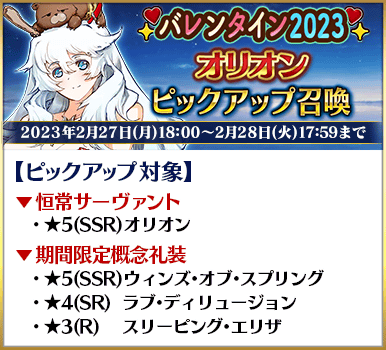 バレンタイン2023
オリオン
ピックアップ召喚
2023年2月27日(月)18:00～2月28日(火)17:59まで
【ピックアップ対象】
▼恒常サーヴァント
・★5(SSR)オリオン
▼期間限定概念礼装
・★5(SSR)ウィンズ・オブ・スプリング
・★4(SR) ラブ・ディリュージョン
・★3(R) スリーピング・エリザ